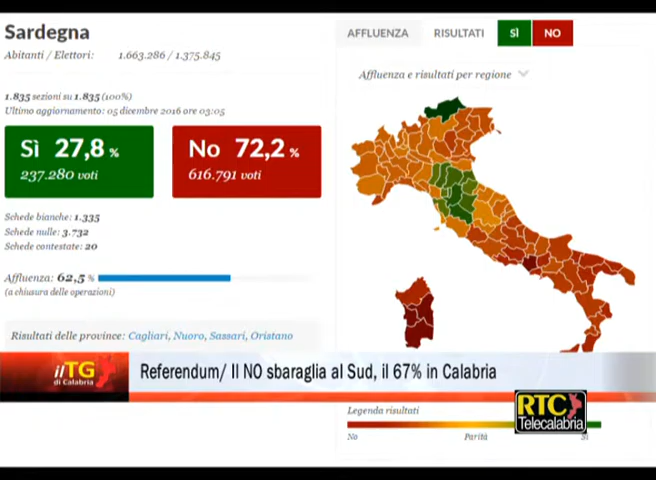 Sardegna
Abitanti / Elettori: 1.663.286 / 1.375.845
1.835 sezioni su 1.835 (100%)
Ultimo aggiornamento: 05 dicembre 2016 ore 03:05
Sì 27,8 %
237.280 voti
No 72,2 %
616.791 voti
Schede bianche: 1.335
Schede nulle: 3.732
Schede contestate: 20
Affluenza: 62,5 %
(a chiusura delle operazioni)
Risultati delle province: Cagliari, Nuoro, Sassari, Oristano
AFFLUENZA RISULTATI SÌ NO
Affluenza e risultati per regione
ilTG
di Calabria
Referendum/ Il NO sbaraglia al Sud, il 67% in Calabria
Legenda risultati
No Parità Sì
RTC
Telecalabria